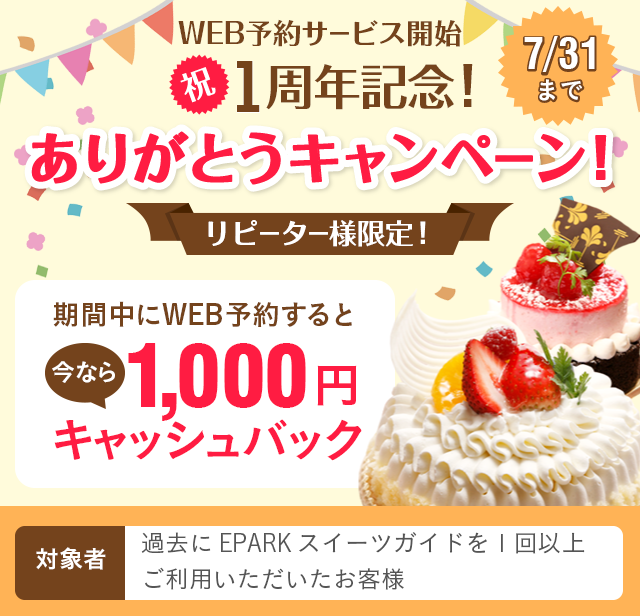 WEB予約サービス開始
祝
1周年記念！
7/31
まで
ありがとうキャンペーン！
リピーター様限定！
期間中にWEB予約すると
今なら
1,000円
キャッシュバック
対象者
過去に EPARK スイーツガイドを１回以上
ご利用いただいたお客様